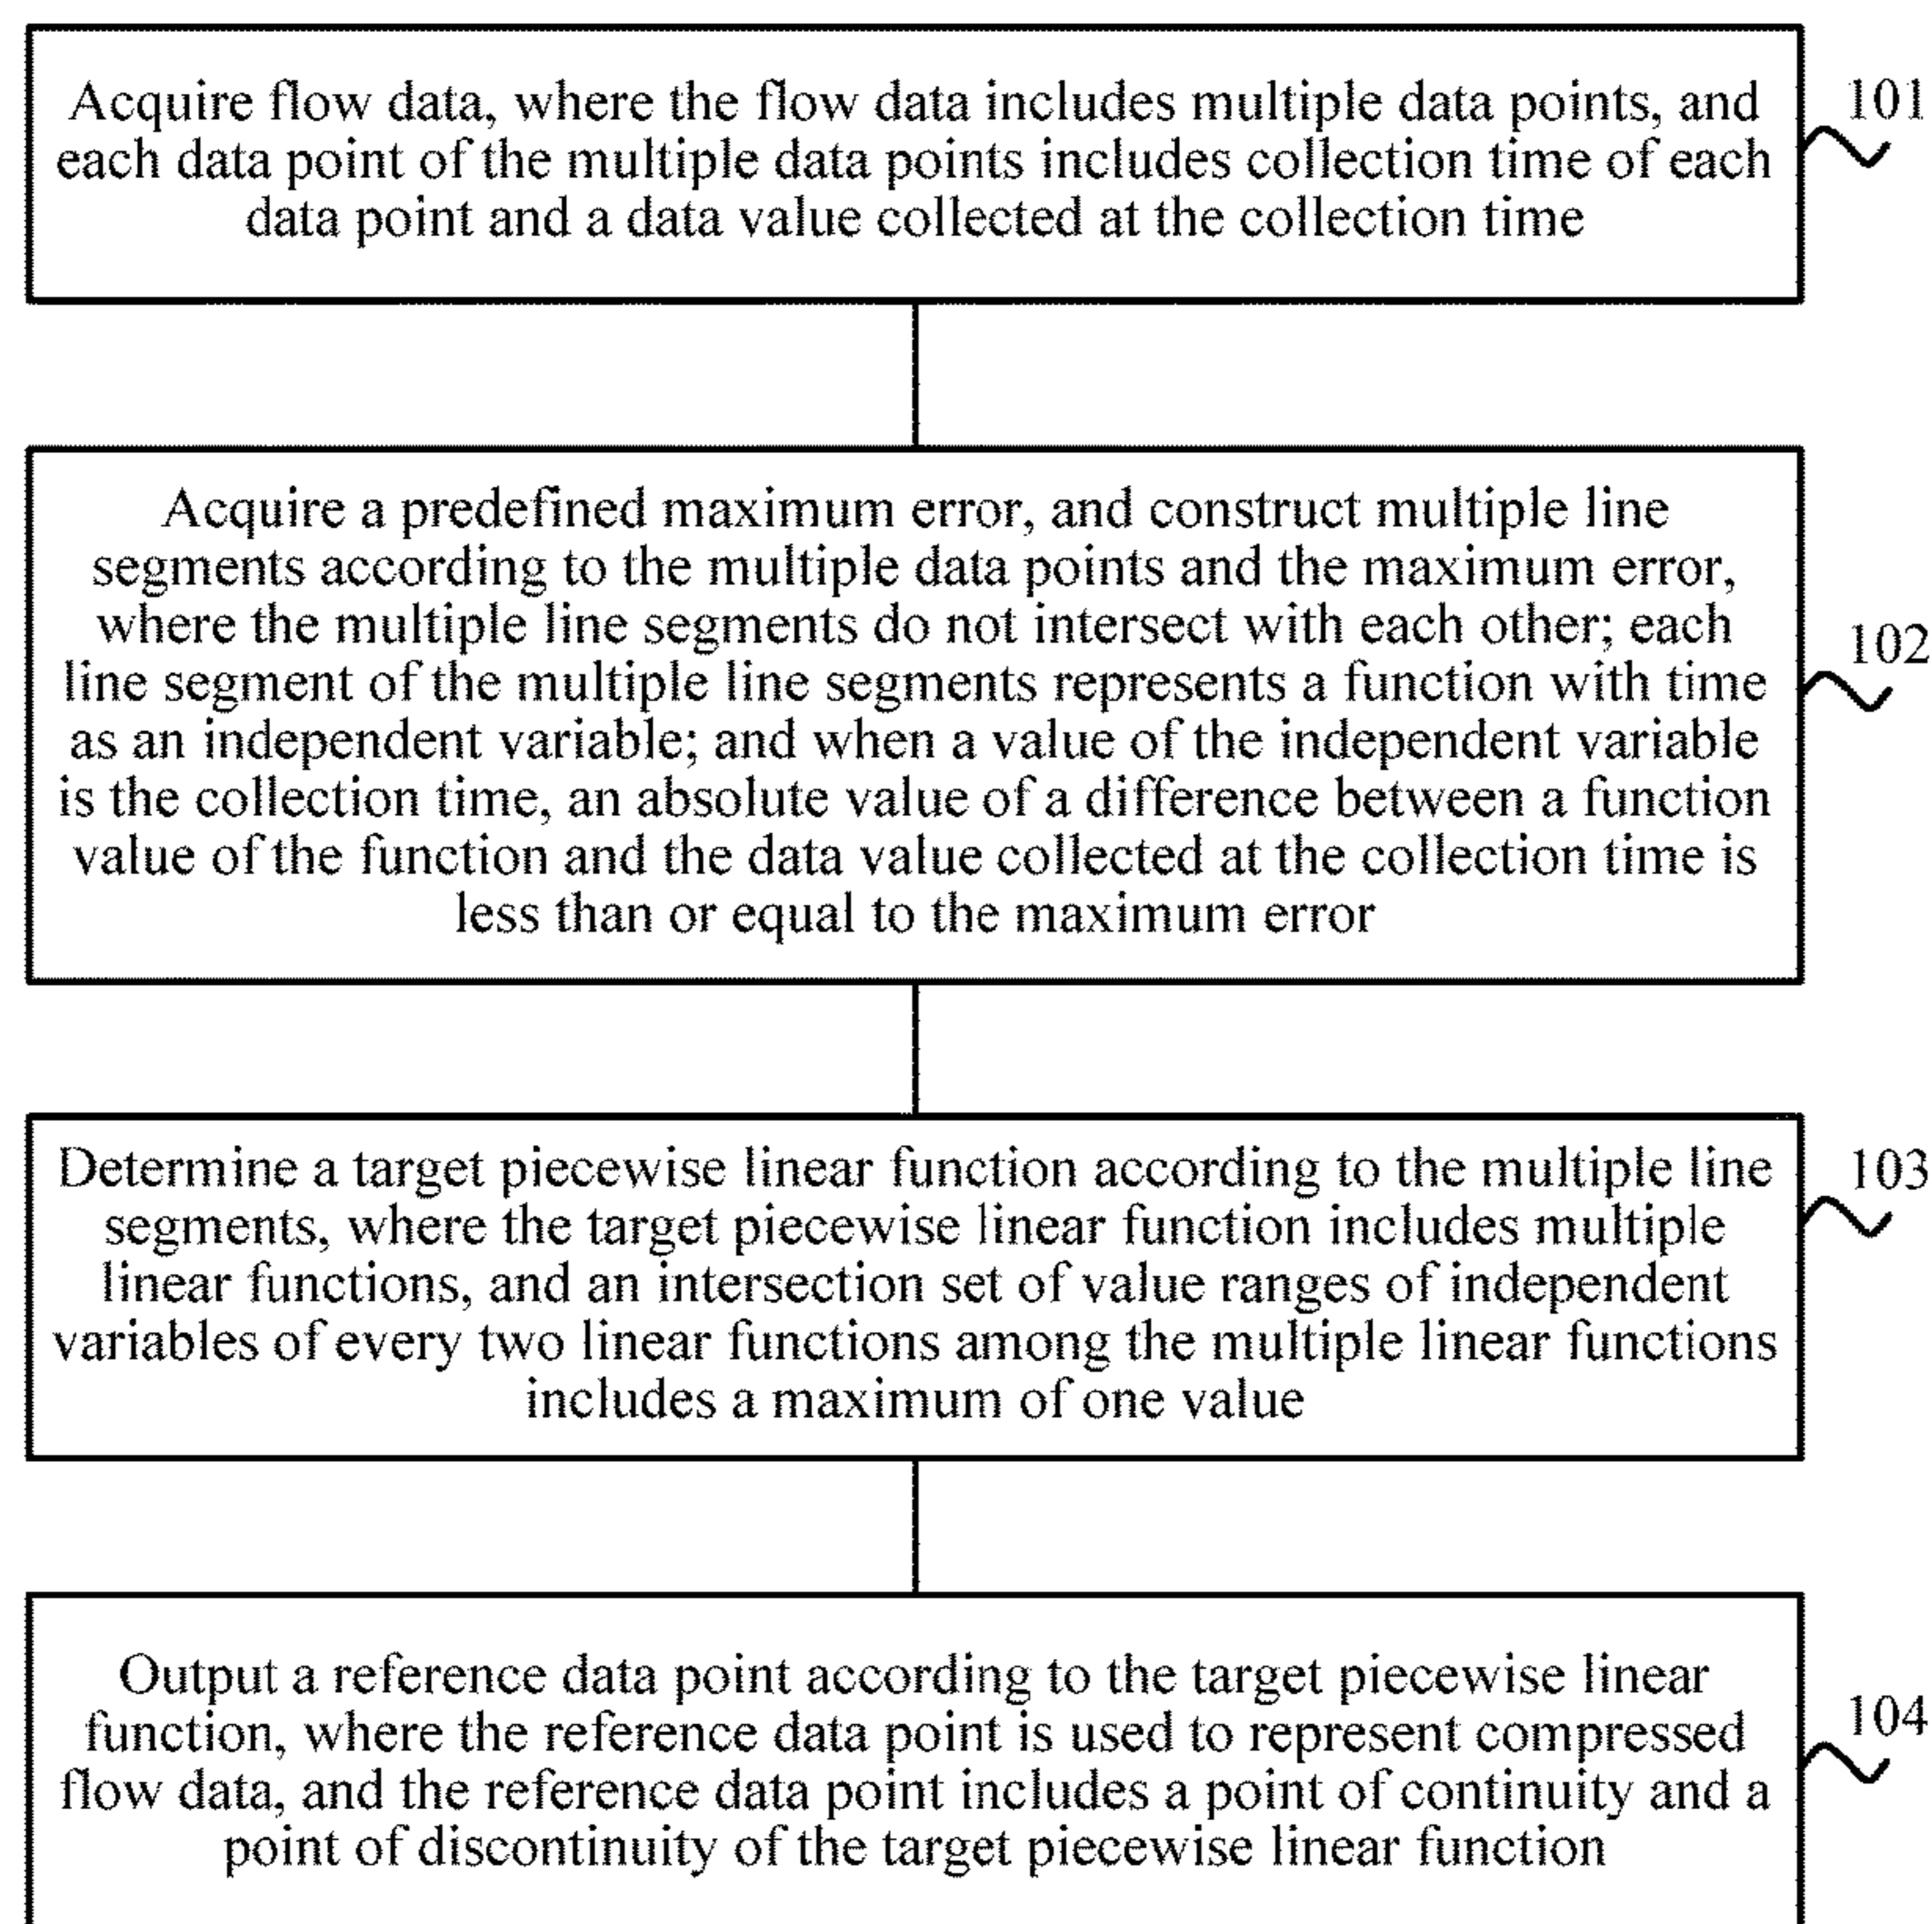 Acquire flow data, where the flow data includes multiple data points, and
each data point of the multiple data points includes collection time of each
data point and a data value collected at the collection time
101
Acquire a predefined maximum error, and construct multiple line
segments according to the multiple data points and the maximum error,
where the multiple line segments do not intersect with each other; each
line segment of the multiple line segments represents a function with time
as an independent variable; and when a value of the independent variable
is the collection time, an absolute value of a difference between a function
value of the function and the data value collected at the collection time is
less than or equal to the maximum error
102
Determine a target piecewise linear function according to the multiple line
segments, where the target piecewise linear function includes multiple
linear functions, and an intersection set of value ranges of independent
variables of every two linear functions among the multiple linear functions
includes a maximum of one value
103
Output a reference data point according to the target piecewise linear
function, where the reference data point is used to represent compressed
flow data, and the reference data point includes a point of continuity and a
point of discontinuity of the target piecewise linear function
104